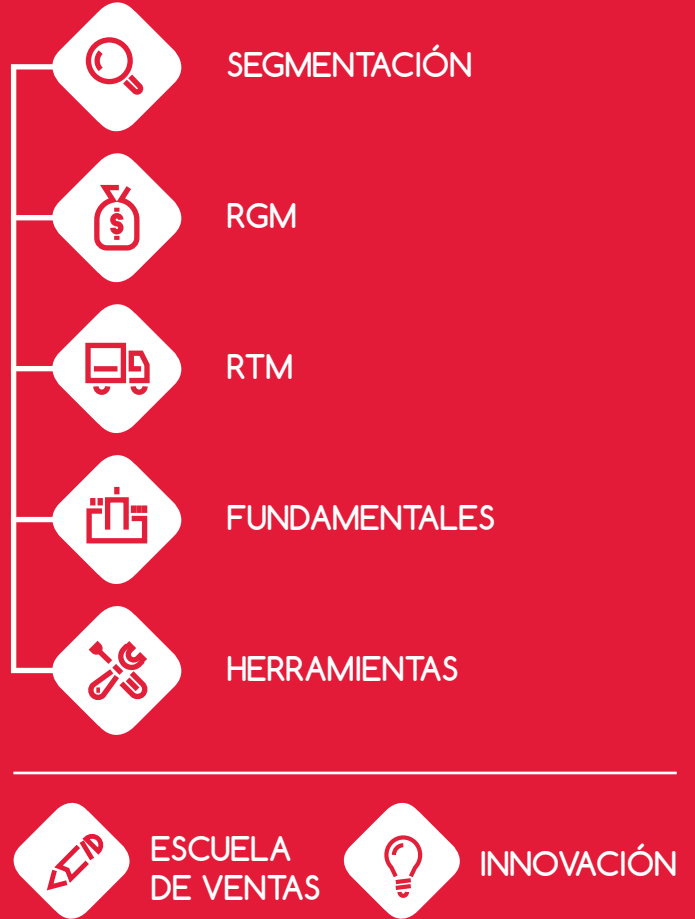 SEGMENTACIÓN
$
RGM
RTM
FUNDAMENTALES
HERRAMIENTAS
ESCUELA
DE VENTAS
INNOVACIÓN